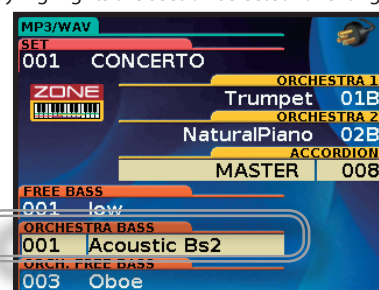 MP3/WAV
SET
001 CONCERTO
ZONE
ORCHESTRA 1
Trumpet 01B
ORCHESTRA 2
NaturalPiano 02B
ACCORDION
MASTER 008
FREE BASS
001 low
ORCHESTRA BASS
001 Acoustic Bs2
ORCH. FREE BASS
003 Oboe